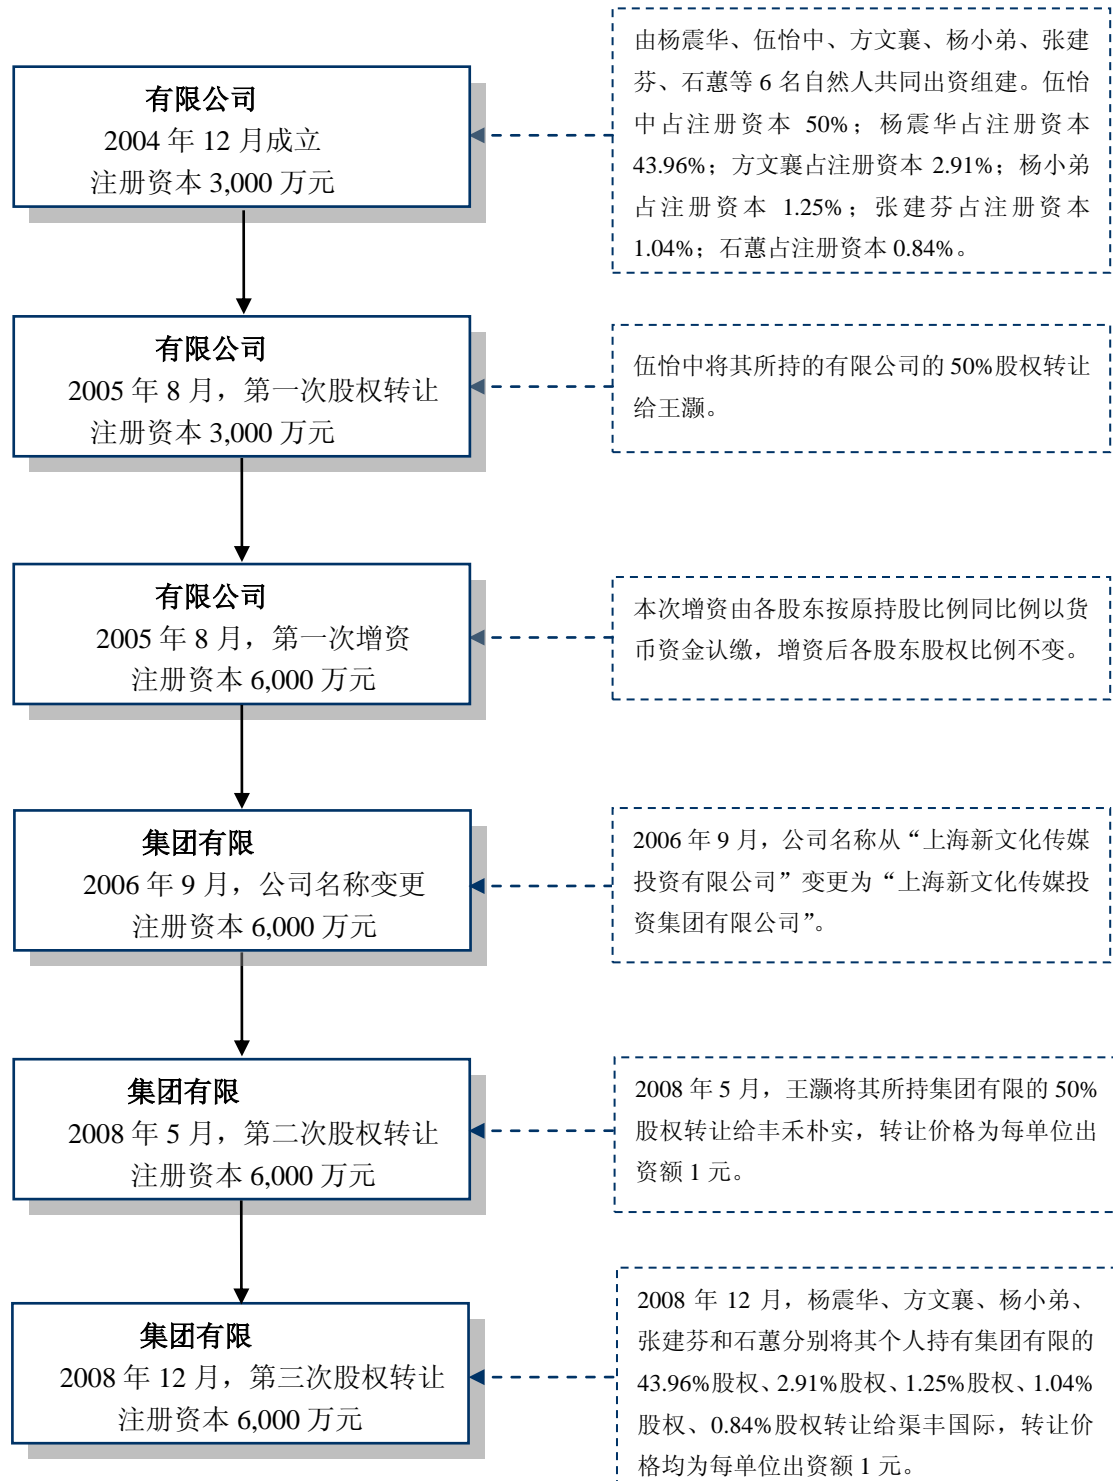 有限公司
2004 年 12 月成立
注册资本 3,000 万元
由杨震华、伍怡中、方文襄、杨小弟、张建
芬、石蕙等 6 名自然人共同出资组建。伍怡
中占注册资本 50%；杨震华占注册资本
43.96%；方文襄占注册资本 2.91%；杨小弟
占注册资本 1.25%；张建芬占注册资本
1.04%；石蕙占注册资本 0.84%。
有限公司
2005 年 8 月，第一次股权转让
注册资本 3,000 万元
伍怡中将其所持的有限公司的 50%股权转让
给王灏。
有限公司
2005 年 8 月，第一次增资
注册资本 6,000 万元
本次增资由各股东按原持股比例同比例以货
币资金认缴，增资后各股东股权比例不变。
集团有限
2006 年 9 月，公司名称变更
注册资本 6,000 万元
2006 年 9 月，公司名称从“上海新文化传媒
投资有限公司”变更为“上海新文化传媒投
资集团有限公司”。
集团有限
2008 年 5 月，第二次股权转让
注册资本 6,000 万元
2008 年 5 月，王灏将其所持集团有限的 50%
股权转让给丰禾朴实，转让价格为每单位出
资额 1 元。
集团有限
2008 年 12 月，第三次股权转让
注册资本 6,000 万元
2008 年 12 月，杨震华、方文襄、杨小弟、
张建芬和石蕙分别将其个人持有集团有限的
43.96%股权、2.91%股权、1.25%股权、1.04%
股权、0.84%股权转让给渠丰国际，转让价
格均为每单位出资额 1 元。